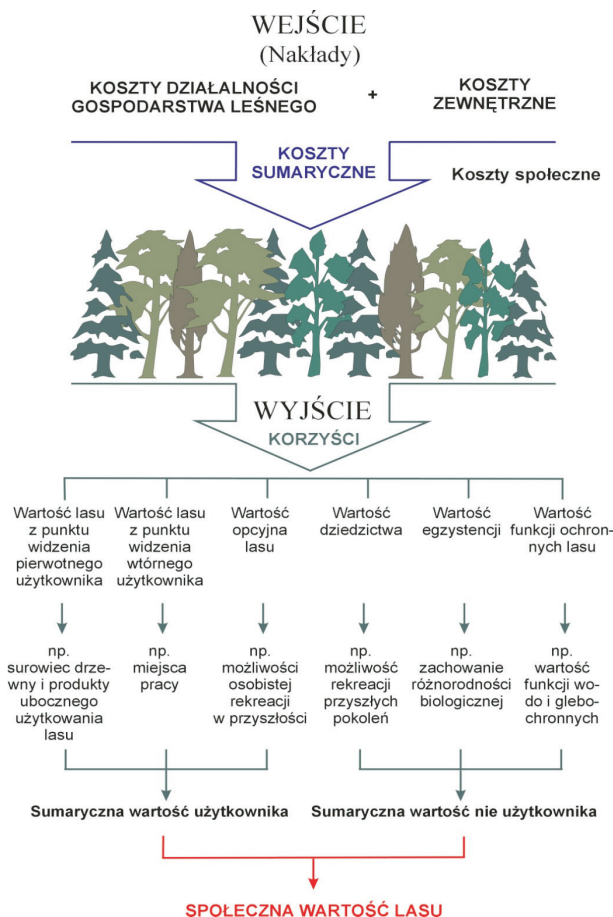 WEJŚCIE
(Nakłady)
KOSZTY DZIAŁALNOŚCI
GOSPODARSTWA LEŚNEGO
+
KOSZTY
ZEWNĘTRZNE
KOSZTY
SUMARYCZNE
Koszty społeczne
WYJŚCIE
KORZYŚCI
Wartość lasu
z punktu
widzenia
pierwotnego
użytkownika
Wartość lasu
z punktu
widzenia
wtórnego
użytkownika
Wartość
opcyjna
lasu
Wartość
dziedzictwa
Wartość
egzystencji
Wartość
funkcji ochron-
nych lasu
np.
surowiec drze-
wny i produkty
ubocznego
użytkowania
lasu
np.
miejsca
pracy
np.
możliwości
osobistej
rekreacji
w przyszłości
np.
możliwość
rekreacji
przyszłych
pokoleń
np.
zachowanie
różnorodności
biologicznej
np.
wartość
funkcji wo-
do i glebo-
chronnych
Sumaryczna wartość użytkownika
Sumaryczna wartość nie użytkownika
SPOŁECZNA WARTOŚĆ LASU